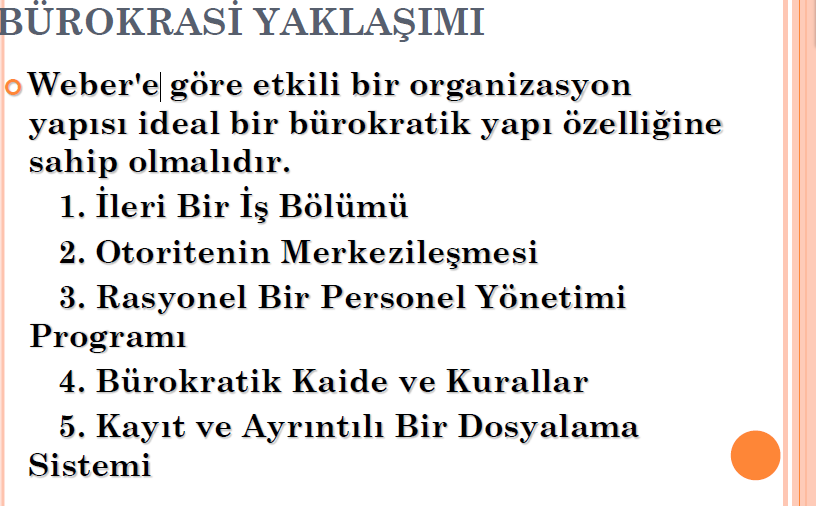 BÜROKRASİ YAKLAŞIMI
Weber'e göre etkili bir organizasyon
yapısı ideal bir bürokratik yapı özelliğine
sahip olmalıdır.
1. İleri Bir İş Bölümü
2. Otoritenin Merkezileşmesi
3. Rasyonel Bir Personel Yönetimi
Programı
4. Bürokratik Kaide ve Kurallar
5. Kayıt ve Ayrıntılı Bir Dosyalama
Sistemi